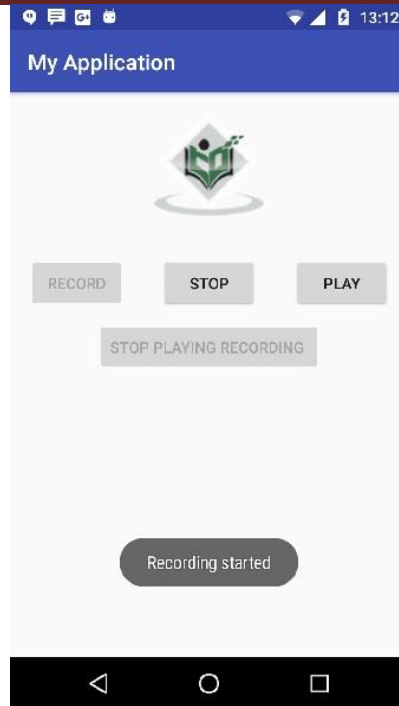 G+ 13:12
My Application
RECORD STOP PLAY
STOP PLAYING RECORDING
Recording started